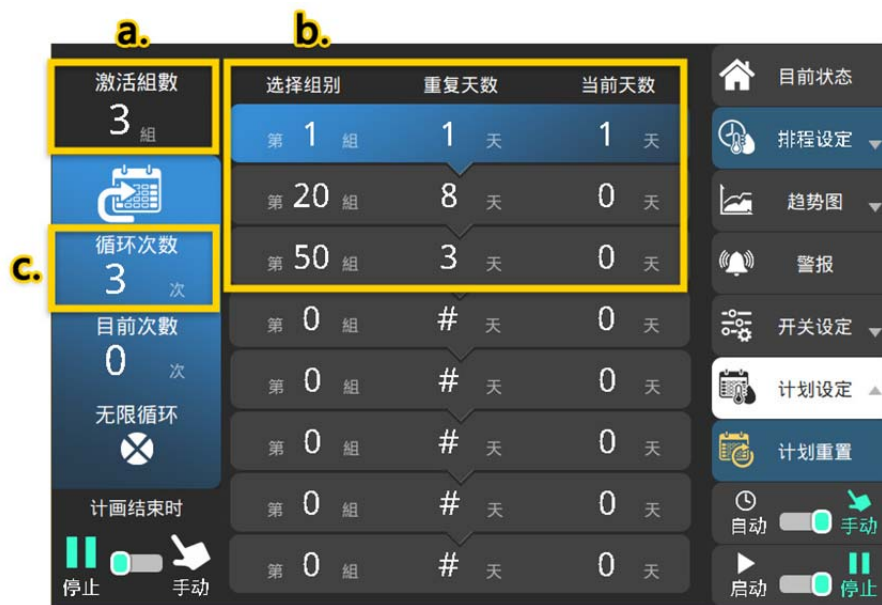 a.
b.
激活組數
3 組
选择组别 重复天数 当前天数
第 1 組 1 天 1 天
第 20 組 8 天 0 天
第 50 組 3 天 0 天
第 0 組 # 天 0 天
第 0 組 # 天 0 天
第 0 組 # 天 0 天
第 0 組 # 天 0 天
第 0 組 # 天 0 天
c.
循环次数
3 次
目前次數
0 次
无限循环
计画结束时
停止 手动
目前状态
排程设定
趋势图
警报
开关设定
计划设定
计划重置
自动 手动
启动 停止